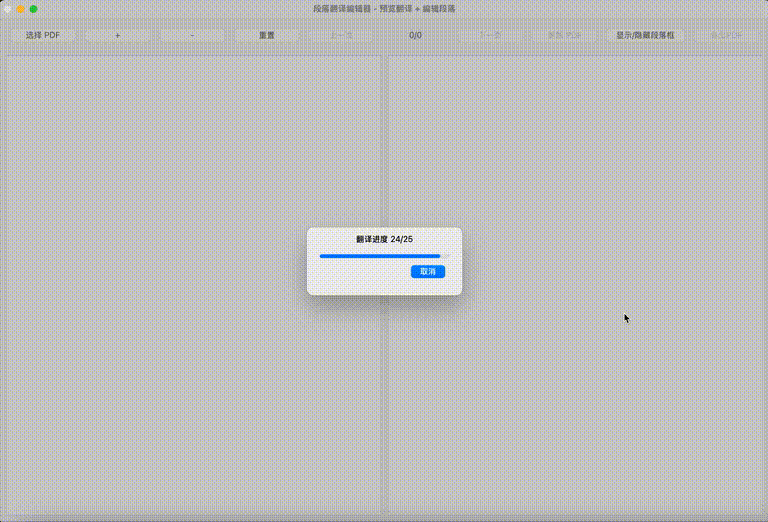 段落翻译编辑器 - 预览翻译 + 编辑段落
选择 PDF
+
-
重置
上一页
0/0
下一页
显示/隐藏段落框
翻译进度 24/25
取消